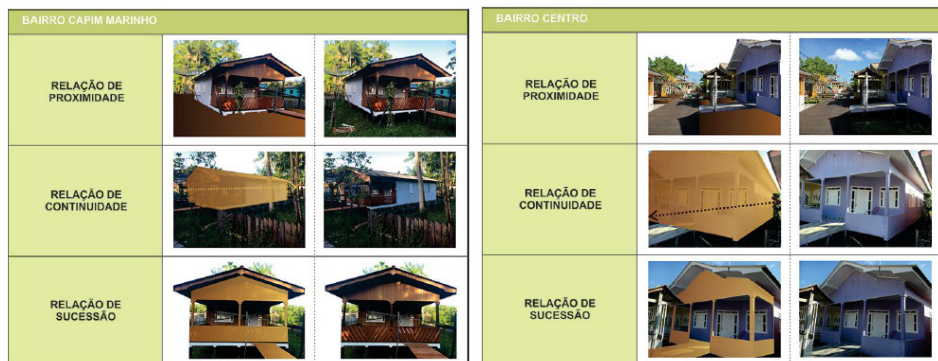 BAIRRO CAPIM MARINHO
RELAÇÃO DE
PROXIMIDADE
RELAÇÃO DE
CONTINUIDADE
RELAÇÃO DE
SUCESSÃO
BAIRRO CENTRO
RELAÇÃO DE
PROXIMIDADE
RELAÇÃO DE
CONTINUIDADE
RELAÇÃO DE
SUCESSÃO